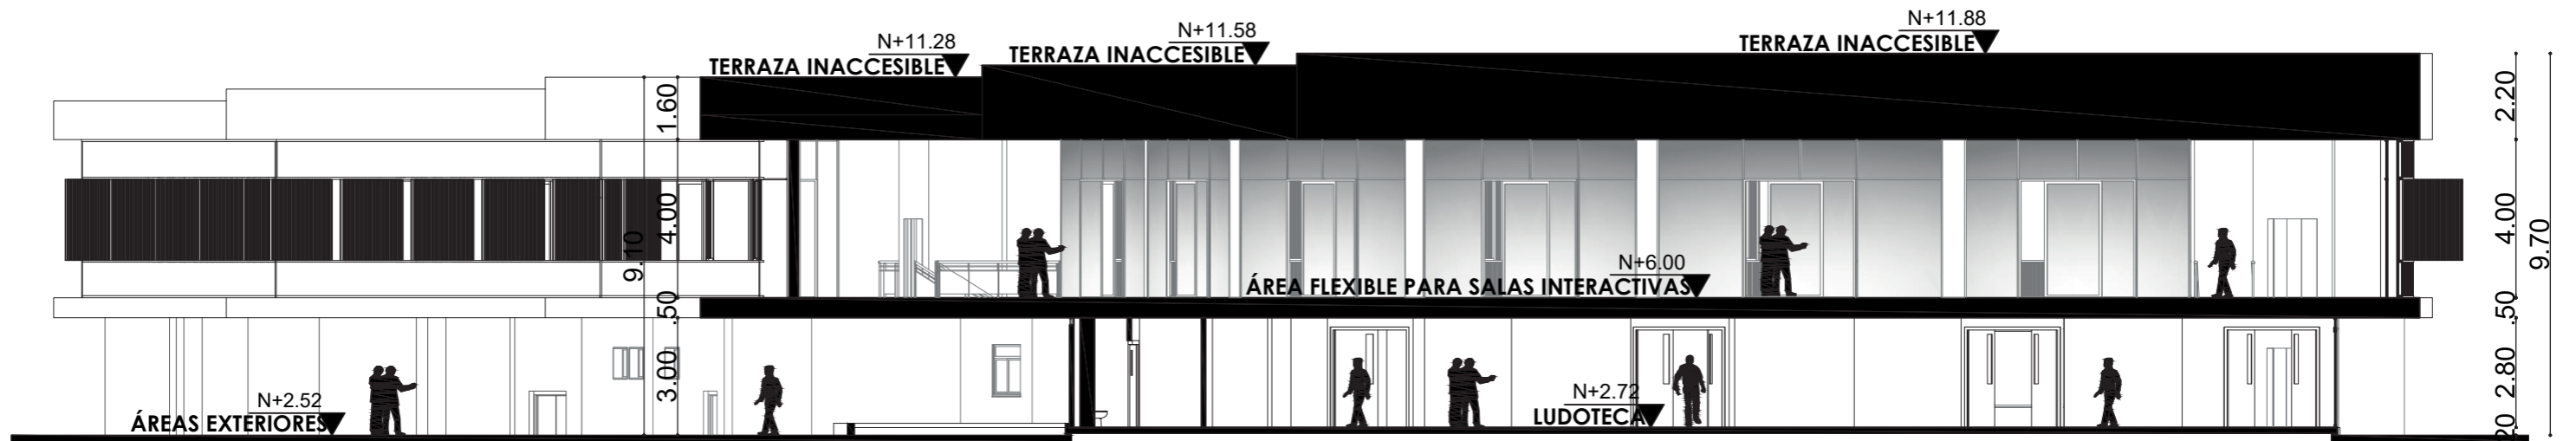 N+11.88
TERRAZA INACCESIBLE
N+11.58
TERRAZA INACCESIBLE
N+11.28
TERRAZA INACCESIBLE
1.60
2.20
4.00
4.00
9.10
9.70
N+6.00
ÁREA FLEXIBLE PARA SALAS INTERACTIVAS
.50
.50
3.00
2.80
N+2.72
LUDOTECA
N+2.52
ÁREAS EXTERIORES
20